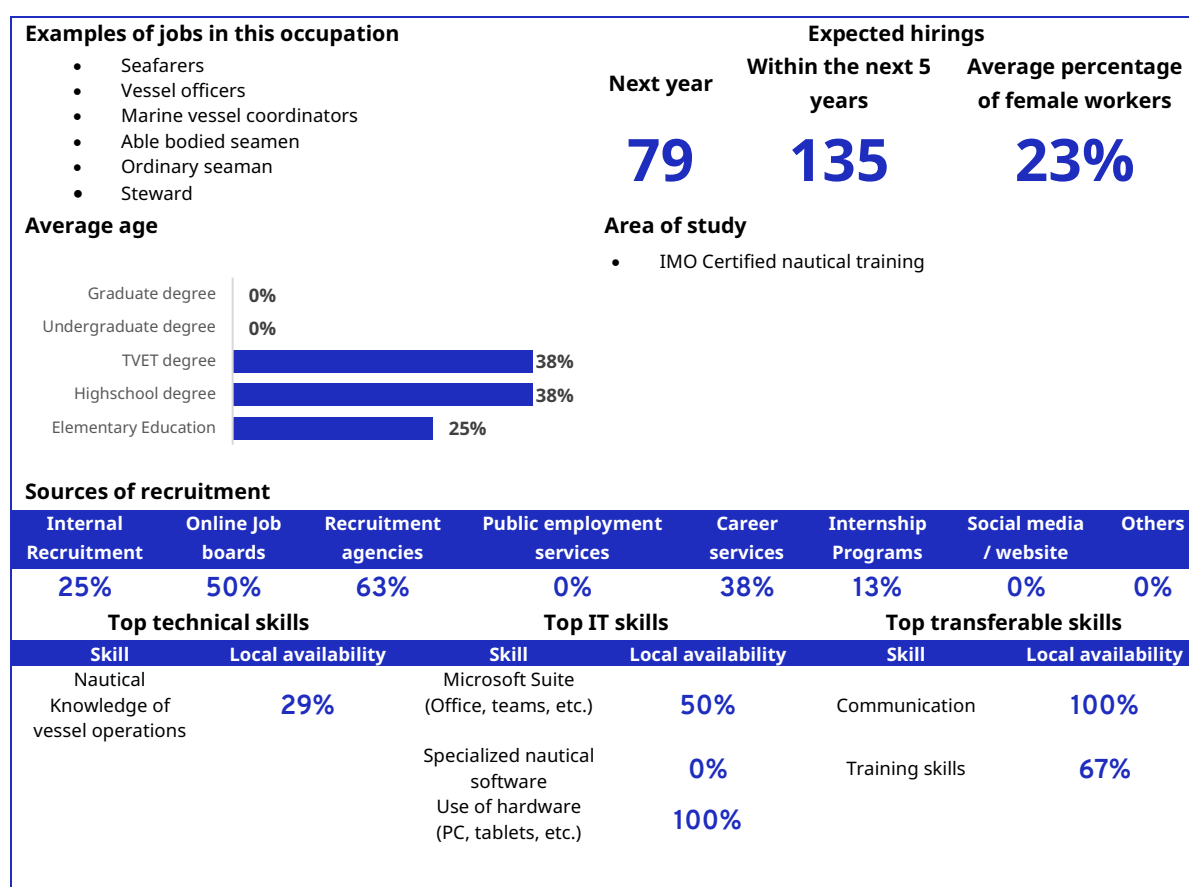 Examples of jobs in this occupation
• Seafarers
• Vessel officers
• Marine vessel coordinators
• Able bodied seamen
• Ordinary seaman
• Steward
Expected hirings
Next year
Within the next 5
years
Average percentage
of female workers
79 135 23%
Average age
Graduate degree 0%
Undergraduate degree 0%
TVET degree 38%
Highschool degree 38%
Elementary Education 25%
Area of study
• IMO Certified nautical training
Sources of recruitment
Internal
Recruitment
Online Job
boards
Recruitment
agencies
Public employment
services
Career
services
Internship
Programs
Social media
/ website
Others
25% 50% 63% 0% 38% 13% 0% 0%
Top technical skills
Skill Local availability
Nautical
Knowledge of
vessel operations
29%
Top IT skills
Skill Local availability
Microsoft Suite
(Office, teams, etc.)
50%
Specialized nautical
software
0%
Use of hardware
(PC, tablets, etc.)
100%
Top transferable skills
Skill Local availability
Communication 100%
Training skills 67%